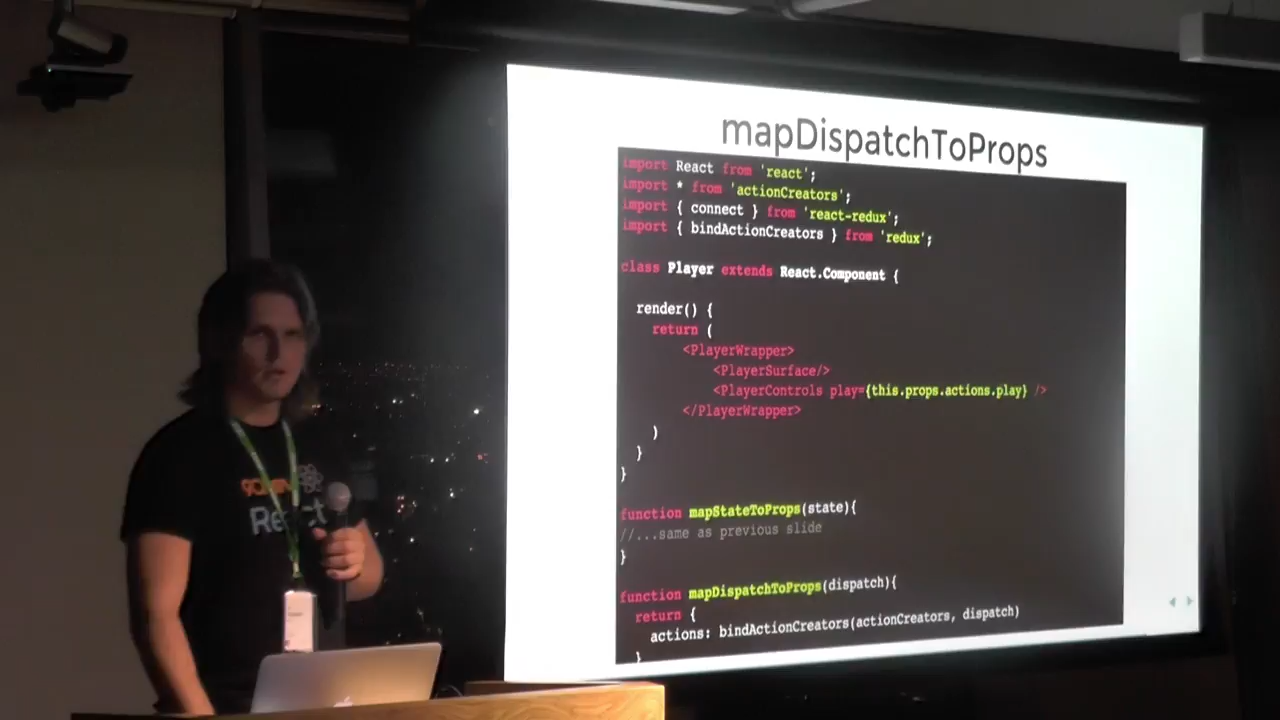 mapDispatchToProps
import React from 'react';
import * from 'actionCreators';
import { connect } from 'react-redux';
import { bindActionCreators } from 'redux';
class Player extends React.Component {
render() {
return (
<PlayerWrapper>
<PlayerSurface/>
<PlayerControls play={this.props.actions.play} />
</PlayerWrapper>
)
}
}
function mapStateToProps(state){
//...same as previous slide
}
function mapDispatchToProps(dispatch){
return {
actions: bindActionCreators(actionCreators, dispatch)
}
React